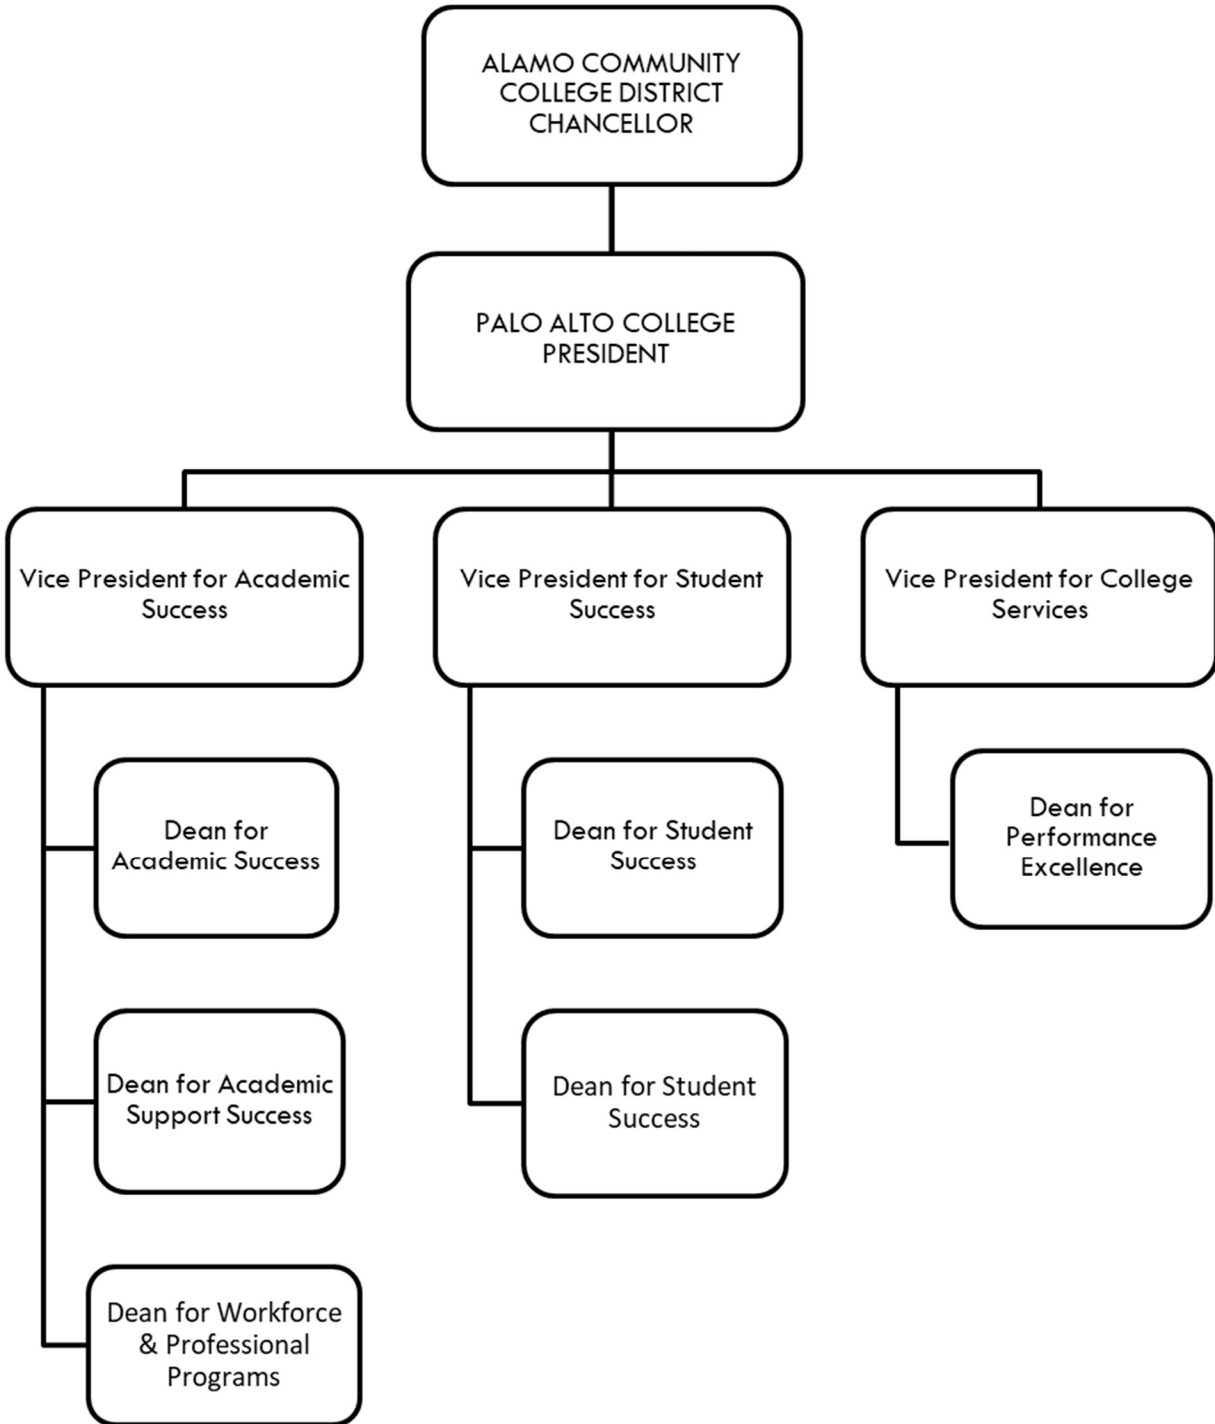 ALAMO COMMUNITY
COLLEGE DISTRICT
CHANCELLOR
PALO ALTO COLLEGE
PRESIDENT
Vice President for Academic
Success
Vice President for Student
Success
Vice President for College
Services
Dean for
Academic Success
Dean for Student
Success
Dean for
Performance
Excellence
Dean for Academic
Support Success
Dean for Student
Success
Dean for Workforce
& Professional
Programs